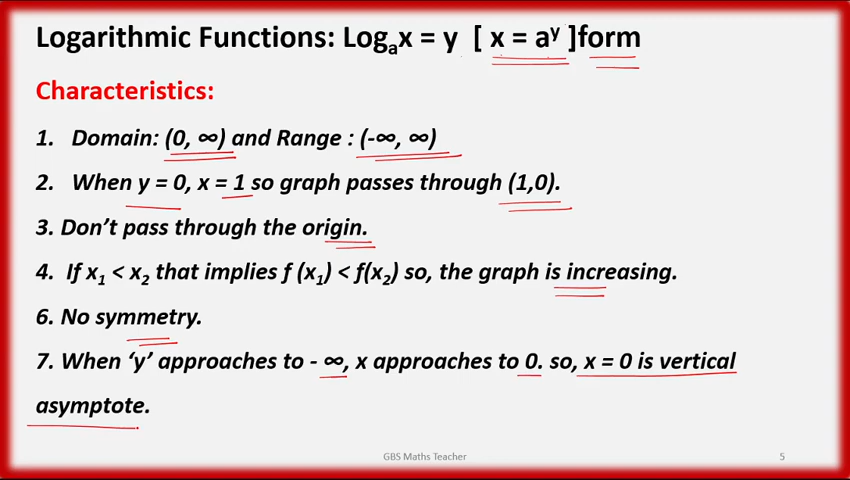 Logarithmic Functions: Logₐx = y [ x = aʸ ]form
Characteristics:
1. Domain: (0, ∞) and Range : (-∞, ∞)
2. When y = 0, x = 1 so graph passes through (1,0).
3. Don’t pass through the origin.
4. If x₁ < x₂ that implies f (x₁) < f(x₂) so, the graph is increasing.
6. No symmetry.
7. When ‘y’ approaches to - ∞, x approaches to 0. so, x = 0 is vertical
asymptote.
GBS Maths Teacher
5